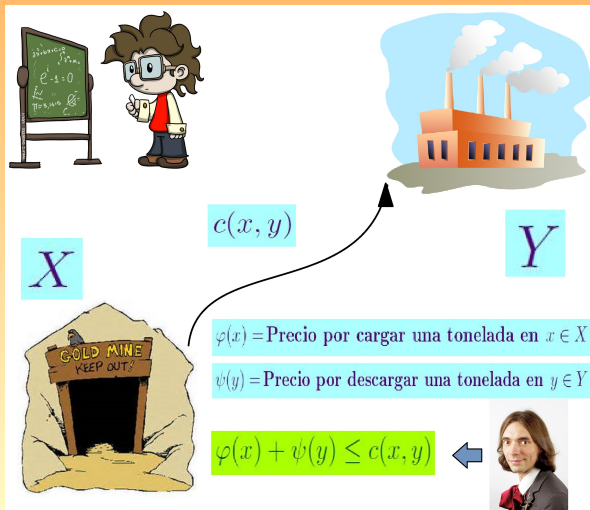 c(x, y)
X
Y
GOLD MINE
KEEP OUT!
φ(x) = Precio por cargar una tonelada en x ∈ X
ψ(y) = Precio por descargar una tonelada en y ∈ Y
φ(x) + ψ(y) ≤ c(x, y)